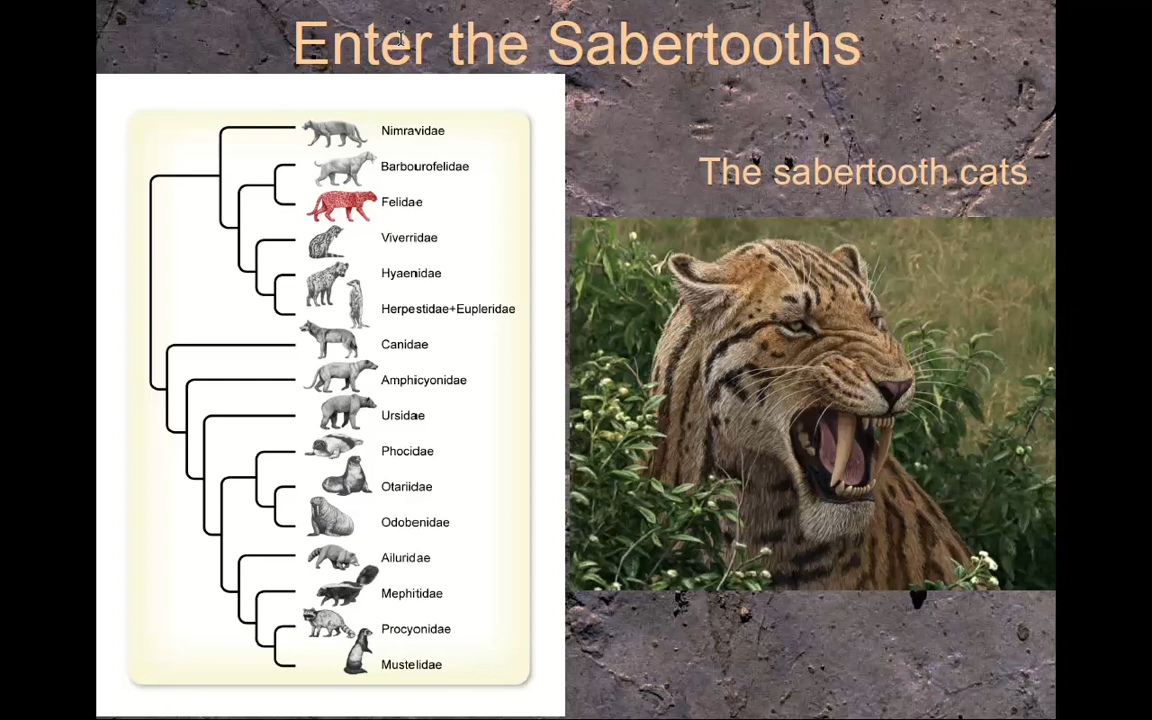 Enter the Sabertooths
Nimravidae
Barbourofelidae
Felidae
Viverridae
Hyaenidae
Herpestidae+Eupleridae
Canidae
Amphicyonidae
Ursidae
Phocidae
Otariidae
Odobenidae
Ailuridae
Mephitidae
Procyonidae
Mustelidae
The sabertooth cats